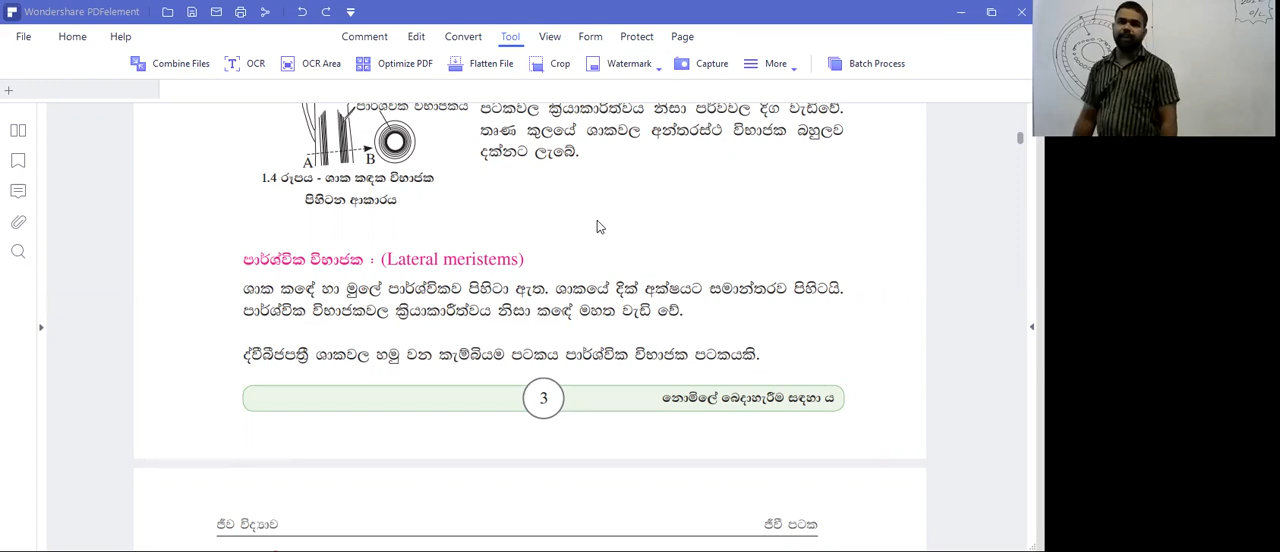 Wondershare PDFelement
File Home Help Comment Edit Convert Tool View Form Protect Page
Combine Files OCR OCR Area Optimize PDF Flatten File Crop Watermark Capture More Batch Process
පාර්ශ්වික විභාජකය
පටකවල ක්‍රියාකාරිත්වය නිසා පර්වවල දිග වැඩිවේ.
තෘණ කුලයේ ශාකවල අන්තරස්ථ විභාජක බහුලව
දක්නට ලැබේ.
A B
1.4 රූපය - ශාක කඳක විභාජක
පිහිටන ආකාරය
පාර්ශ්වික විභාජක : (Lateral meristems)
ශාක කඳේ හා මුලේ පාර්ශ්විකව පිහිටා ඇත. ශාකයේ දික් අක්ෂයට සමාන්තරව පිහිටයි.
පාර්ශ්වික විභාජකවල ක්‍රියාකාරීත්වය නිසා කඳේ මහත වැඩි වේ.
ද්වීබීජපත්‍රී ශාකවල හමු වන කැම්බියම පටකය පාර්ශ්වික විභාජක පටකයකි.
3
නොමිලේ බෙදාහැරීම සඳහා ය
ජීව විද්‍යාව
ජීවී පටක